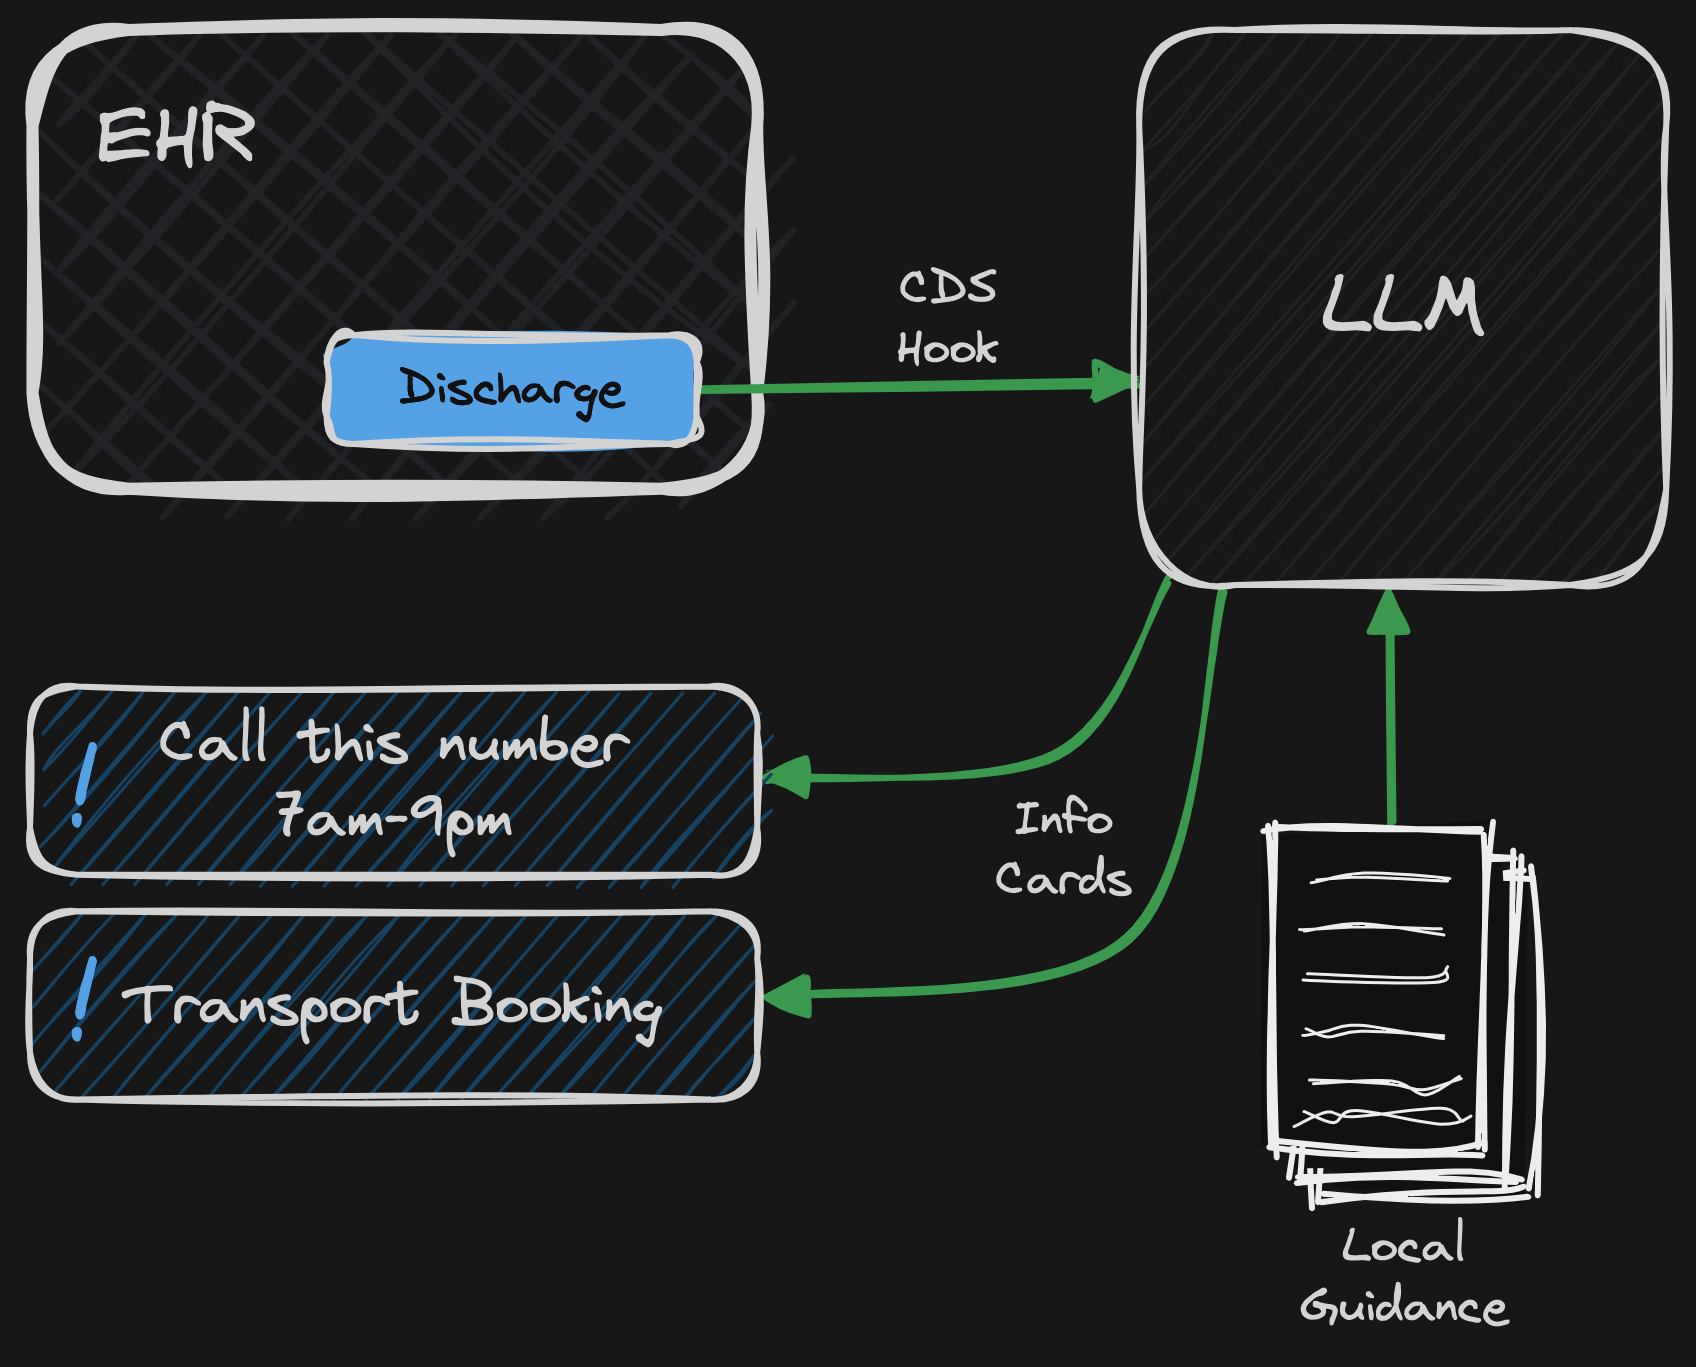 EHR
Discharge
CDS
Hook
LLM
Call this number
7am-9pm
Transport Booking
Info
Cards
Local
Guidance